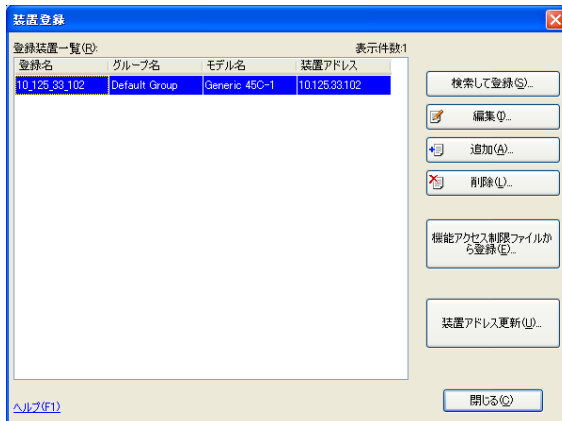 装置登録
登録装置一覧(R):
表示件数:1
登録名 グループ名 モデル名 装置アドレス
10_125_33_102 Default Group Generic 45C-1 10.125.33.102
検索して登録(S)...
編集(I)...
追加(A)...
削除(L)...
機能アクセス制限ファイルか
ら登録(E)...
装置アドレス更新(U)...
閉じる(C)
ヘルプ(F1)